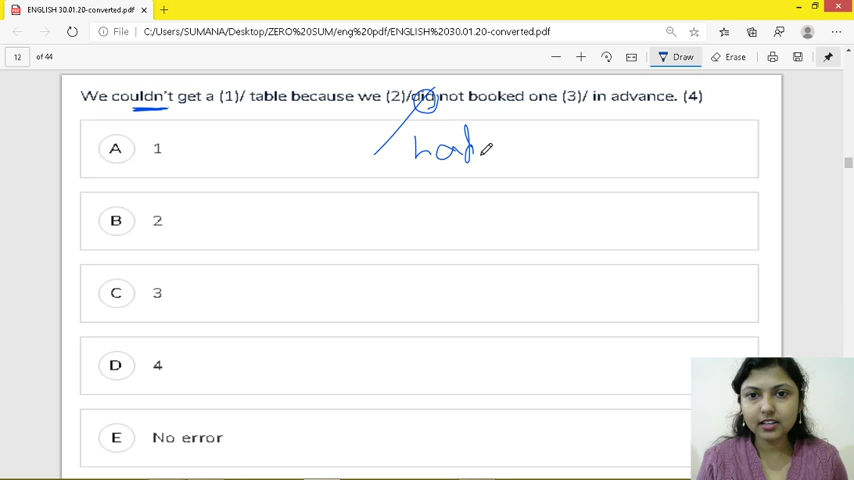 ENGLISH 30.01.20-converted.pdf
File C:/Users/SUMANA/Desktop/ZERO%20SUM/eng%20pdf/ENGLISH%2030.01.20-converted.pdf
12 of 44 Draw Erase
We couldn't get a (1)/ table because we (2)/did not booked one (3)/ in advance. (4)
had
A 1
B 2
C 3
D 4
E No error